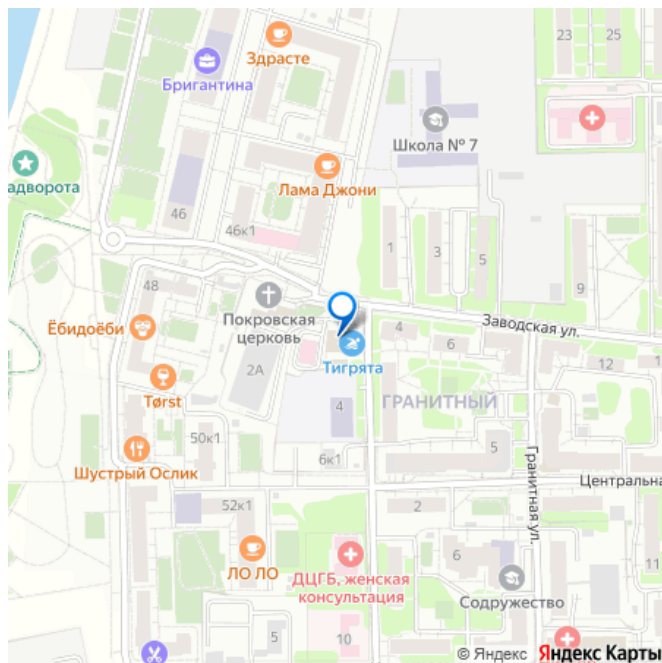 Здрасте
23
25
Бригантина
Школа № 7
адворота
Лама Джони
46
46к1
1
3
5
9
48
Покровская
церковь
Заводская ул.
Ёбидоёби
4
6
Тигрята
12
2А
Tørst
4
ГРАНИТНЫЙ
50к1
5
Шустрый Ослик
6к1
Гранитная ул.
Центральна
52к1
2
ЛО ЛО
ДЦГБ, женская
консультация
6
Содружество
5
10
© Яндекс Яндекс Карты